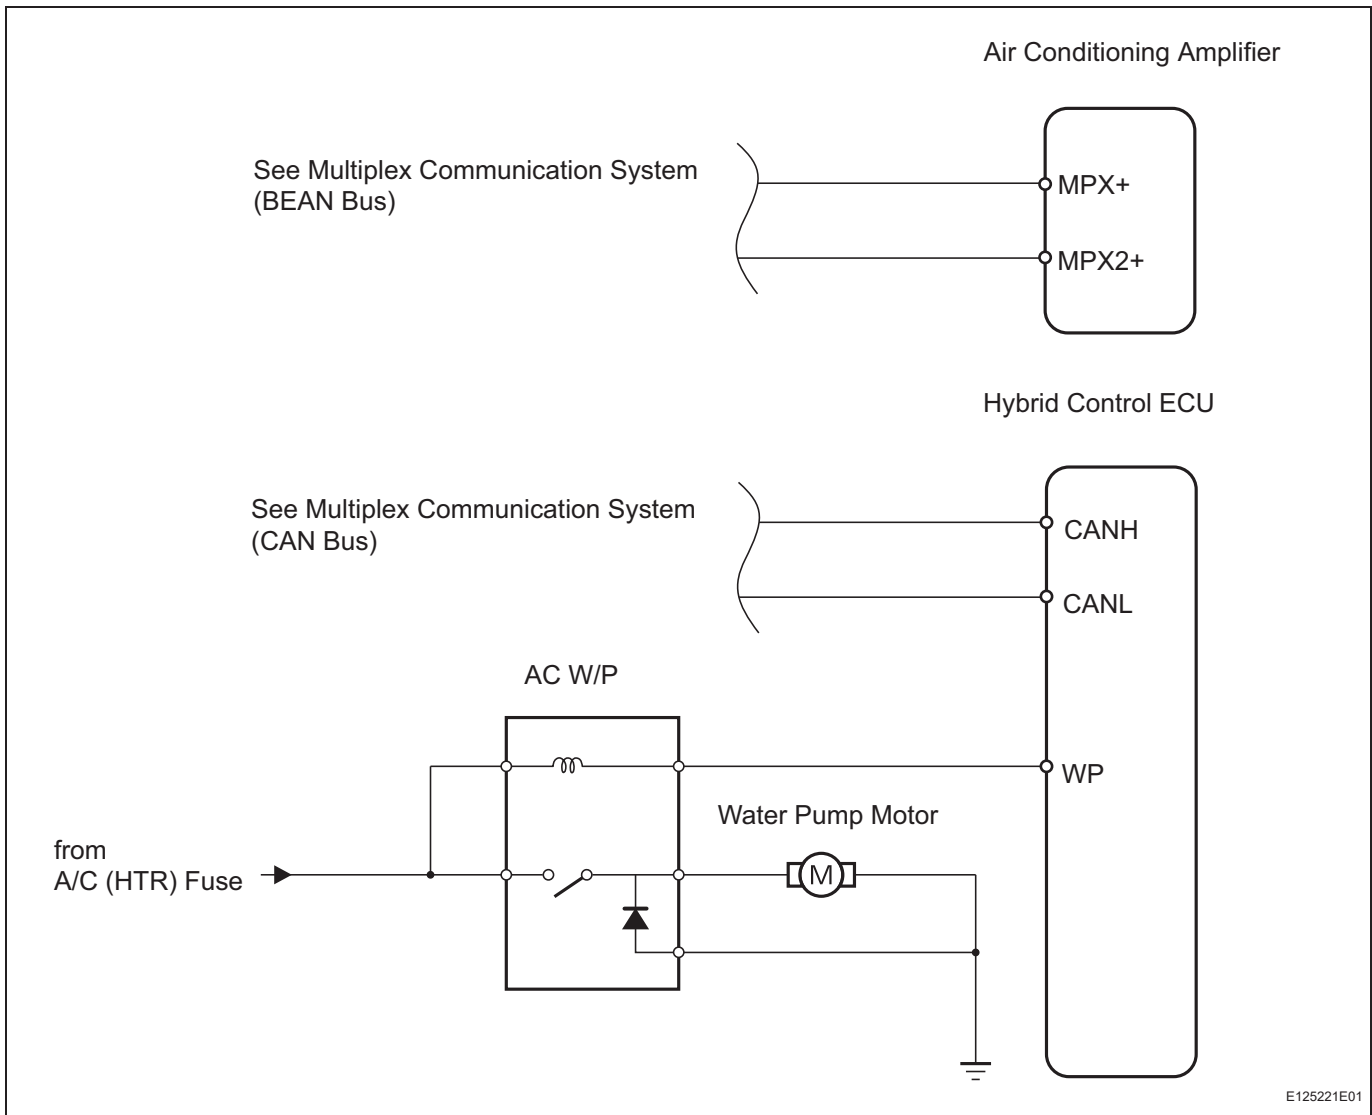 Air Conditioning Amplifier
See Multiplex Communication System
(BEAN Bus)
MPX+
MPX2+
Hybrid Control ECU
See Multiplex Communication System
(CAN Bus)
CANH
CANL
AC W/P
WP
Water Pump Motor
from
A/C (HTR) Fuse
M
E125221E01